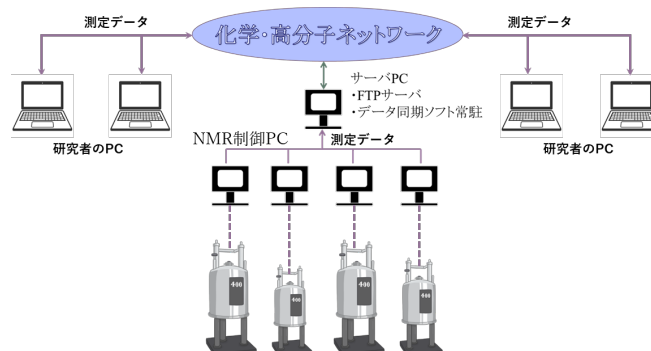 測定データ
化学・高分子ネットワーク
測定データ
サーバPC
・FTPサーバ
・データ同期ソフト常駐
研究者のPC
研究者のPC
NMR制御PC
測定データ
400
400
400
400